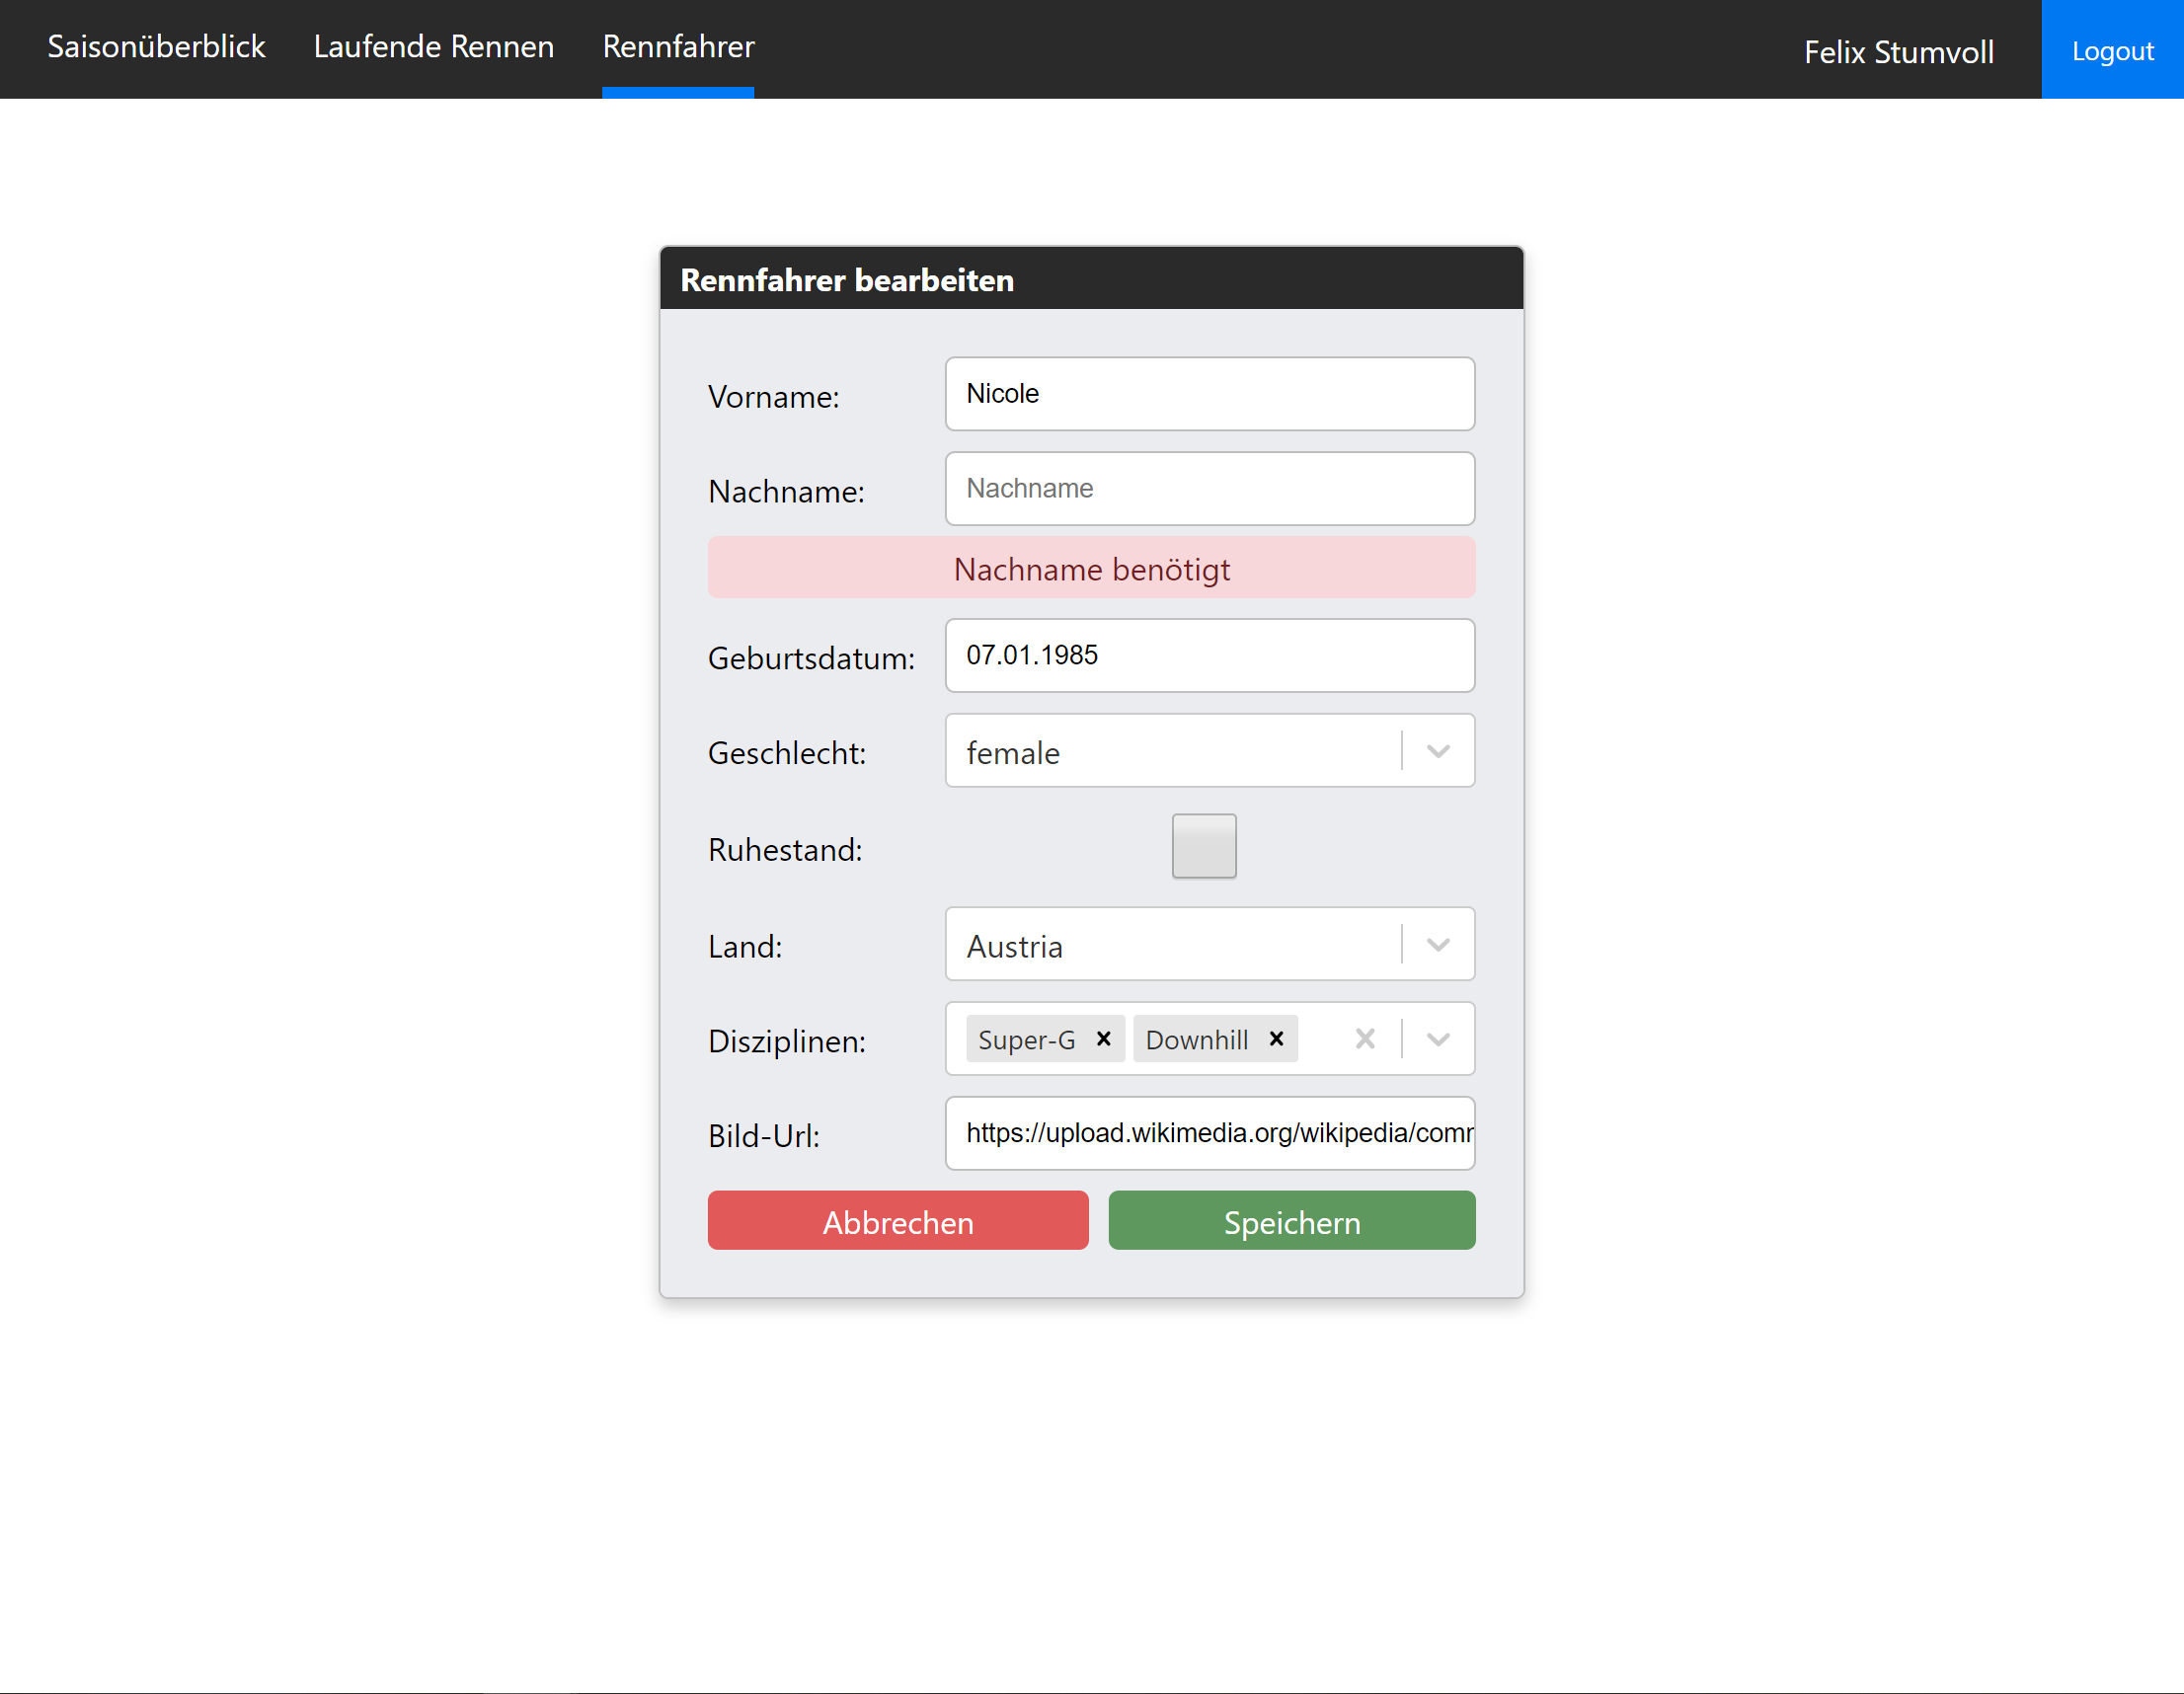 Saisonüberblick Laufende Rennen Rennfahrer Felix Stumvoll Logout
Rennfahrer bearbeiten
Vorname: Nicole
Nachname: Nachname
Nachname benötigt
Geburtsdatum: 07.01.1985
Geschlecht: female
Ruhestand:
Land: Austria
Disziplinen: Super-G Downhill
Bild-Url: https://upload.wikimedia.org/wikipedia/com
Abbrechen Speichern